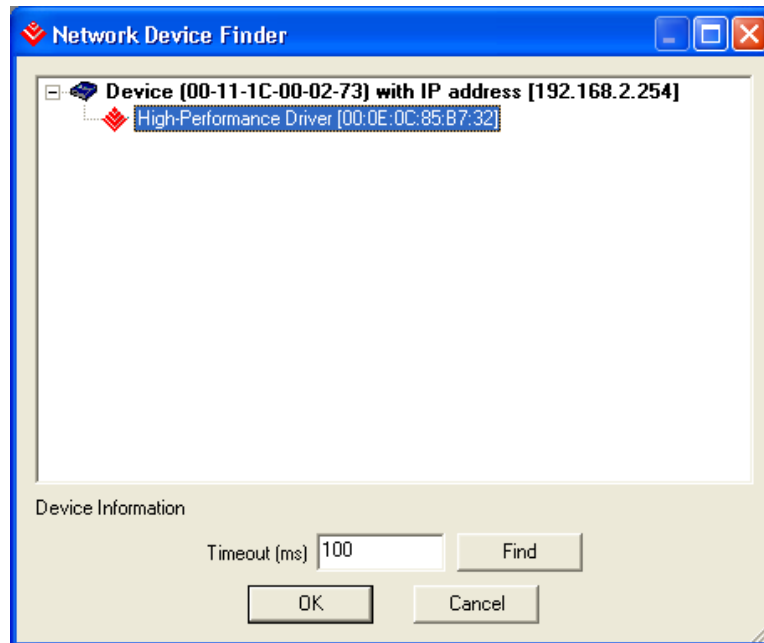 Network Device Finder
Device (00-11-1C-00-02-73) with IP address [192.168.2.254]
High-Performance Driver [00:0E:0C:85:B7:32]
Device Information
Timeout (ms) 100 Find
OK Cancel